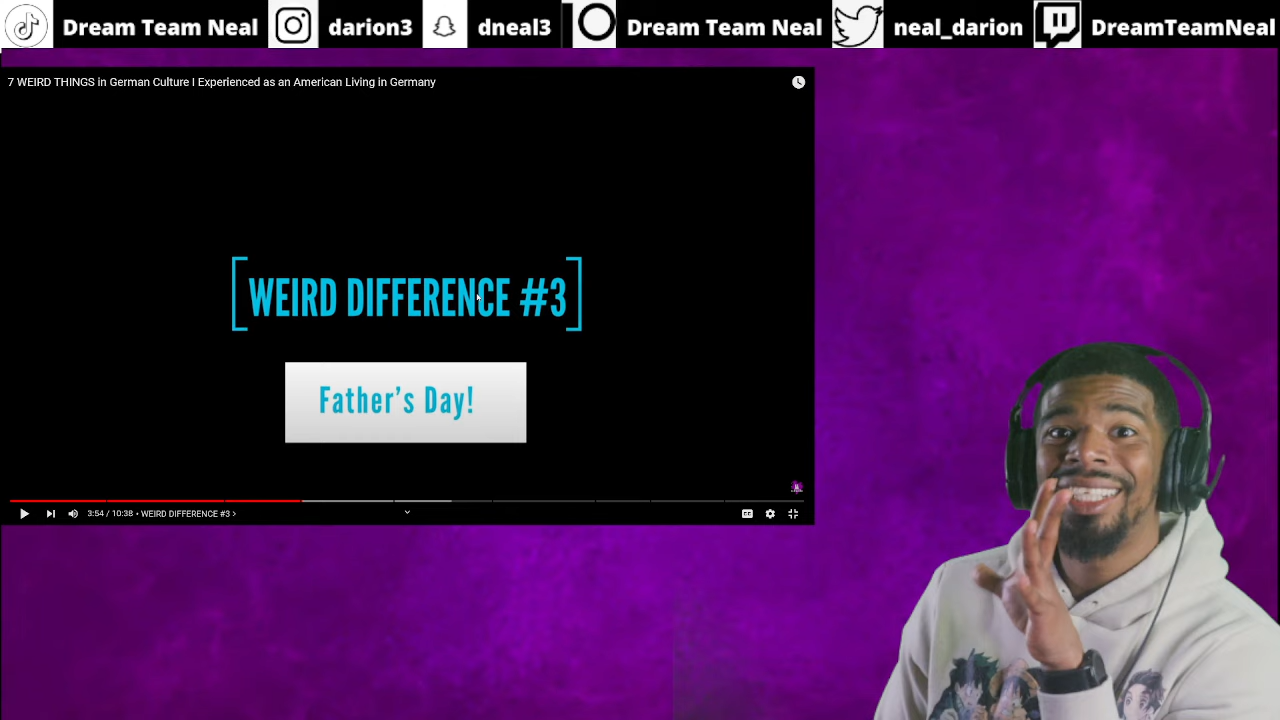 Dream Team Neal
darion3
dneal3
Dream Team Neal
neal_darion
DreamTeamNeal
7 WEIRD THINGS in German Culture I Experienced as an American Living in Germany
WEIRD DIFFERENCE #3
Father's Day!
3:54 / 10:38 • WEIRD DIFFERENCE #3 >
CC